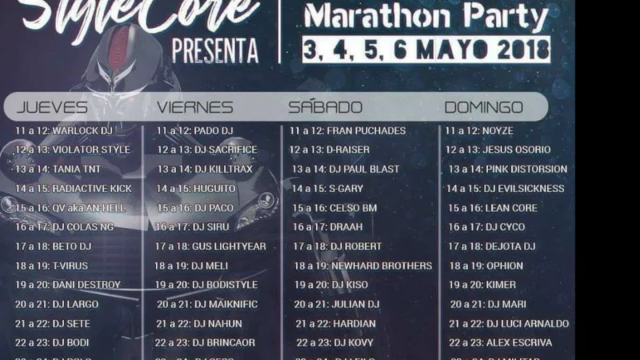 StyleCore
PRESENTA
Marathon Party
3, 4, 5, 6 MAYO 2018
JUEVES VIERNES SÁBADO DOMINGO
11 a 12: WARLOCK DJ 11 a 12: PADO DJ 11 a 12: FRAN PUCHADES 11 a 12: NOYZE
12 a 13: VIOLATOR STYLE 12 a 13: DJ SACRIFICE 12 a 13: D-RAISER 12 a 13: JESUS OSORIO
13 a 14: TANIA TNT 13 a 14: DJ KILLTRAX 13 a 14: DJ PAUL BLAST 13 a 14: PINK DISTORSION
14 a 15: RADIACTIVE KICK 14 a 15: HUGUITO 14 a 15: S-GARY 14 a 15: DJ EVILSICKNESS
15 a 16: QV aka AN-HELL 15 a 16: DJ PACO 15 a 16: CELSO BM 15 a 16: LEAN CORE
16 a 17: DJ COLAS NG 16 a 17: DJ SIRU 16 a 17: DRAAH 16 a 17: DJ CYCO
17 a 18: BETO DJ 17 a 18: GUS LIGHTYEAR 17 a 18: DJ ROBERT 17 a 18: DEJOTA DJ
18 a 19: T-VIRUS 18 a 19: DJ MELI 18 a 19: NEWHARD BROTHERS 18 a 19: OPHION
19 a 20: DANI DESTROY 19 a 20: DJ BODISTYLE 19 a 20: DJ KISO 19 a 20: KIMER
20 a 21: DJ LARGO 20 a 21: DJ MAIKNIFIC 20 a 21: JULIAN DJ 20 a 21: DJ MARI
21 a 22: DJ SETE 21 a 22: DJ NAHUN 21 a 22: HARDIAN 21 a 22: DJ LUCI ARNALDO
22 a 23: DJ BODI 22 a 23: DJ BRINCAOR 22 a 23: DJ KOVY 22 a 23: ALEX ESCRIVA